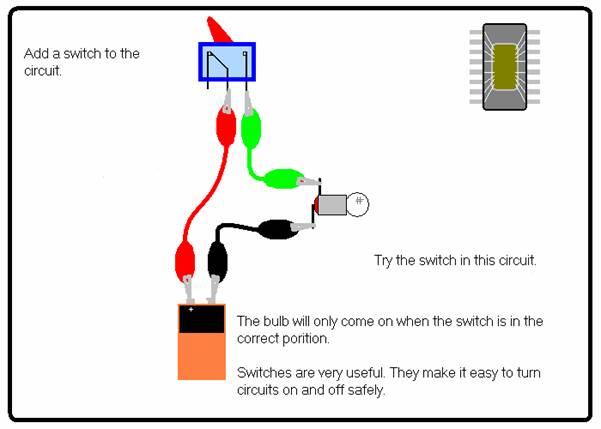 Add a switch to the
circuit.
Try the switch in this circuit.
+
The bulb will only come on when the switch is in the
correct porition.
Switches are very useful. They make it easy to turn
circuits on and off safely.